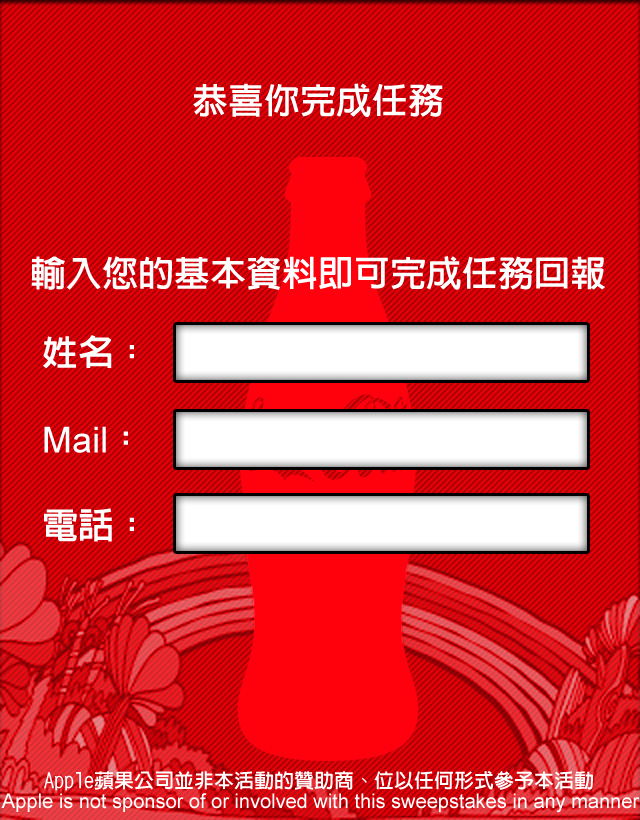 恭喜你完成任務
輸入您的基本資料即可完成任務回報
姓名：
Mail：
電話：
Apple蘋果公司並非本活動的贊助商、位以任何形式參予本活動
Apple is not sponsor of or involved with this sweepstakes in any manner